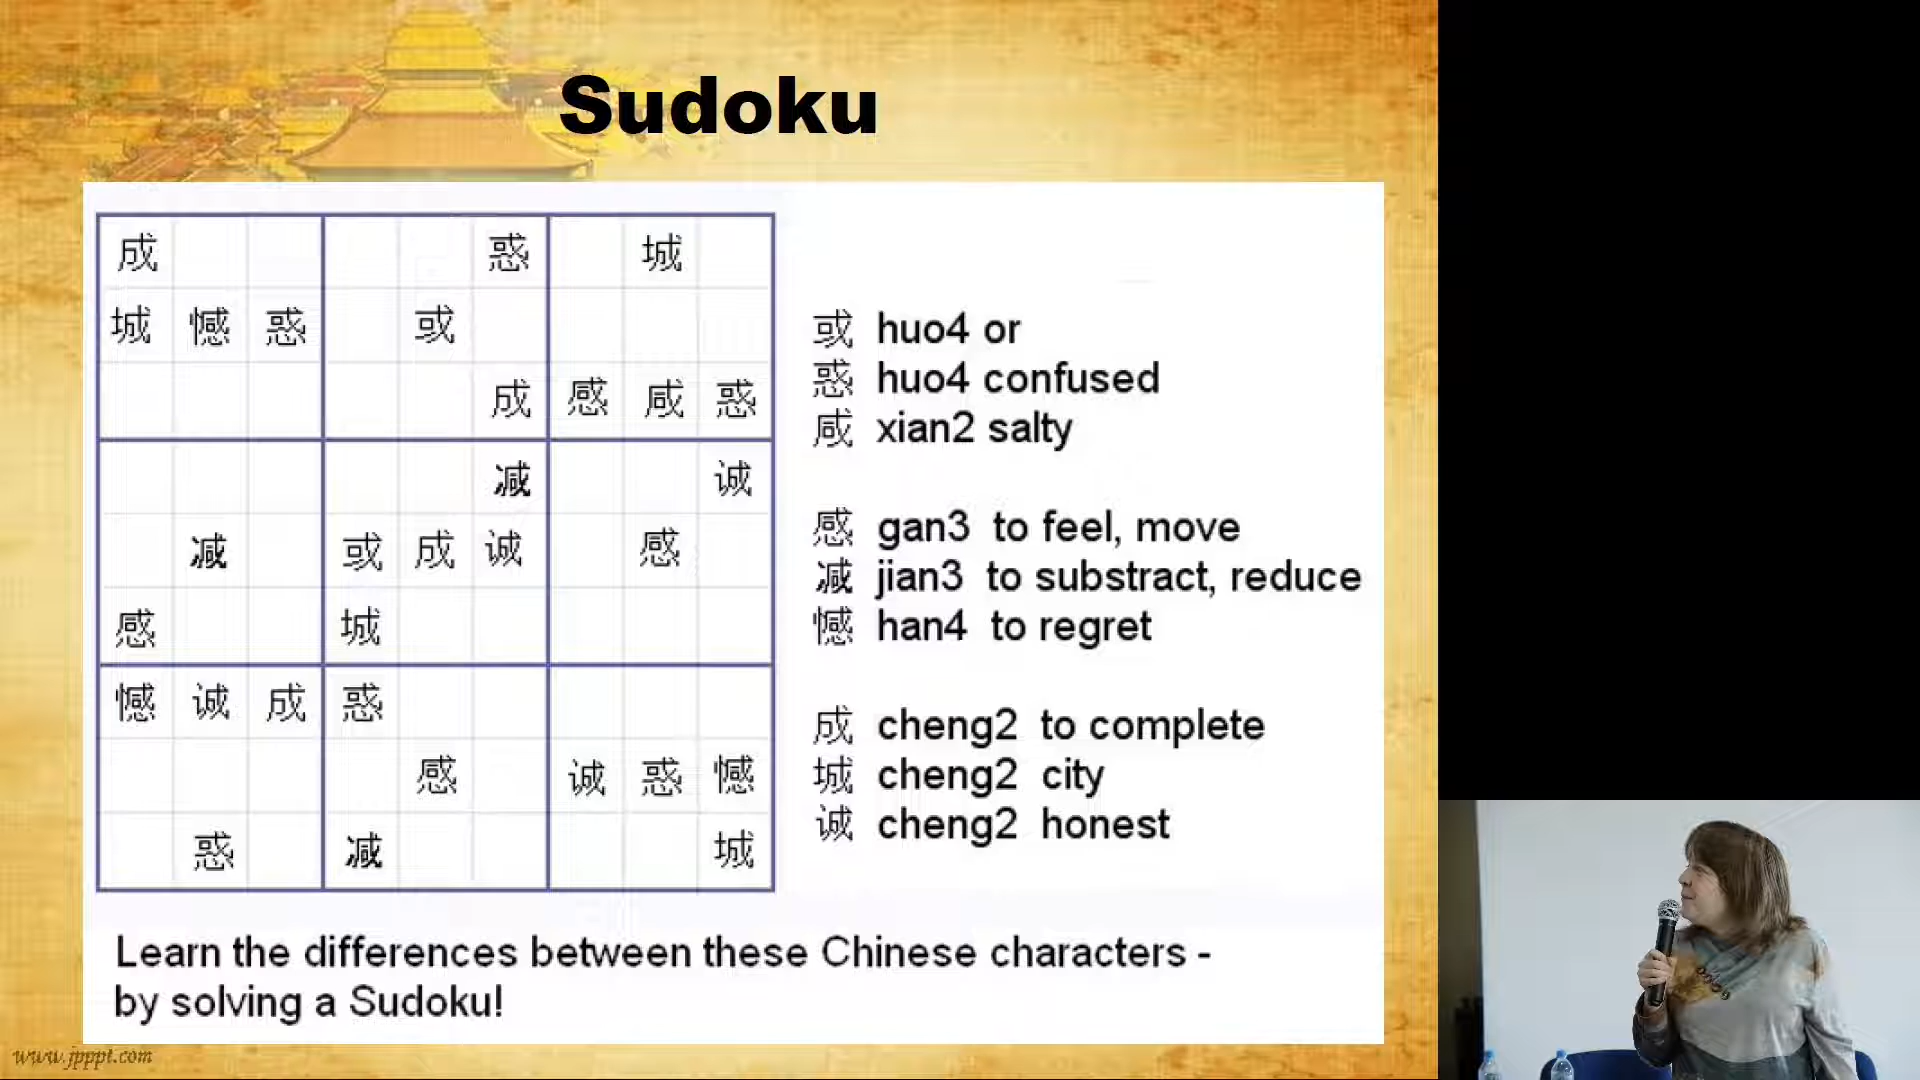 Sudoku
成 惑 城
城 憾 惑 或
成 感 咸 惑
减 诚
减 或 成 诚 感
感 城
憾 诚 成 惑
感 诚 惑 憾
惑 减 城
或 huo4 or
惑 huo4 confused
咸 xian2 salty
感 gan3 to feel, move
减 jian3 to substract, reduce
憾 han4 to regret
成 cheng2 to complete
城 cheng2 city
诚 cheng2 honest
Learn the differences between these Chinese characters -
by solving a Sudoku!
www.jpppt.com